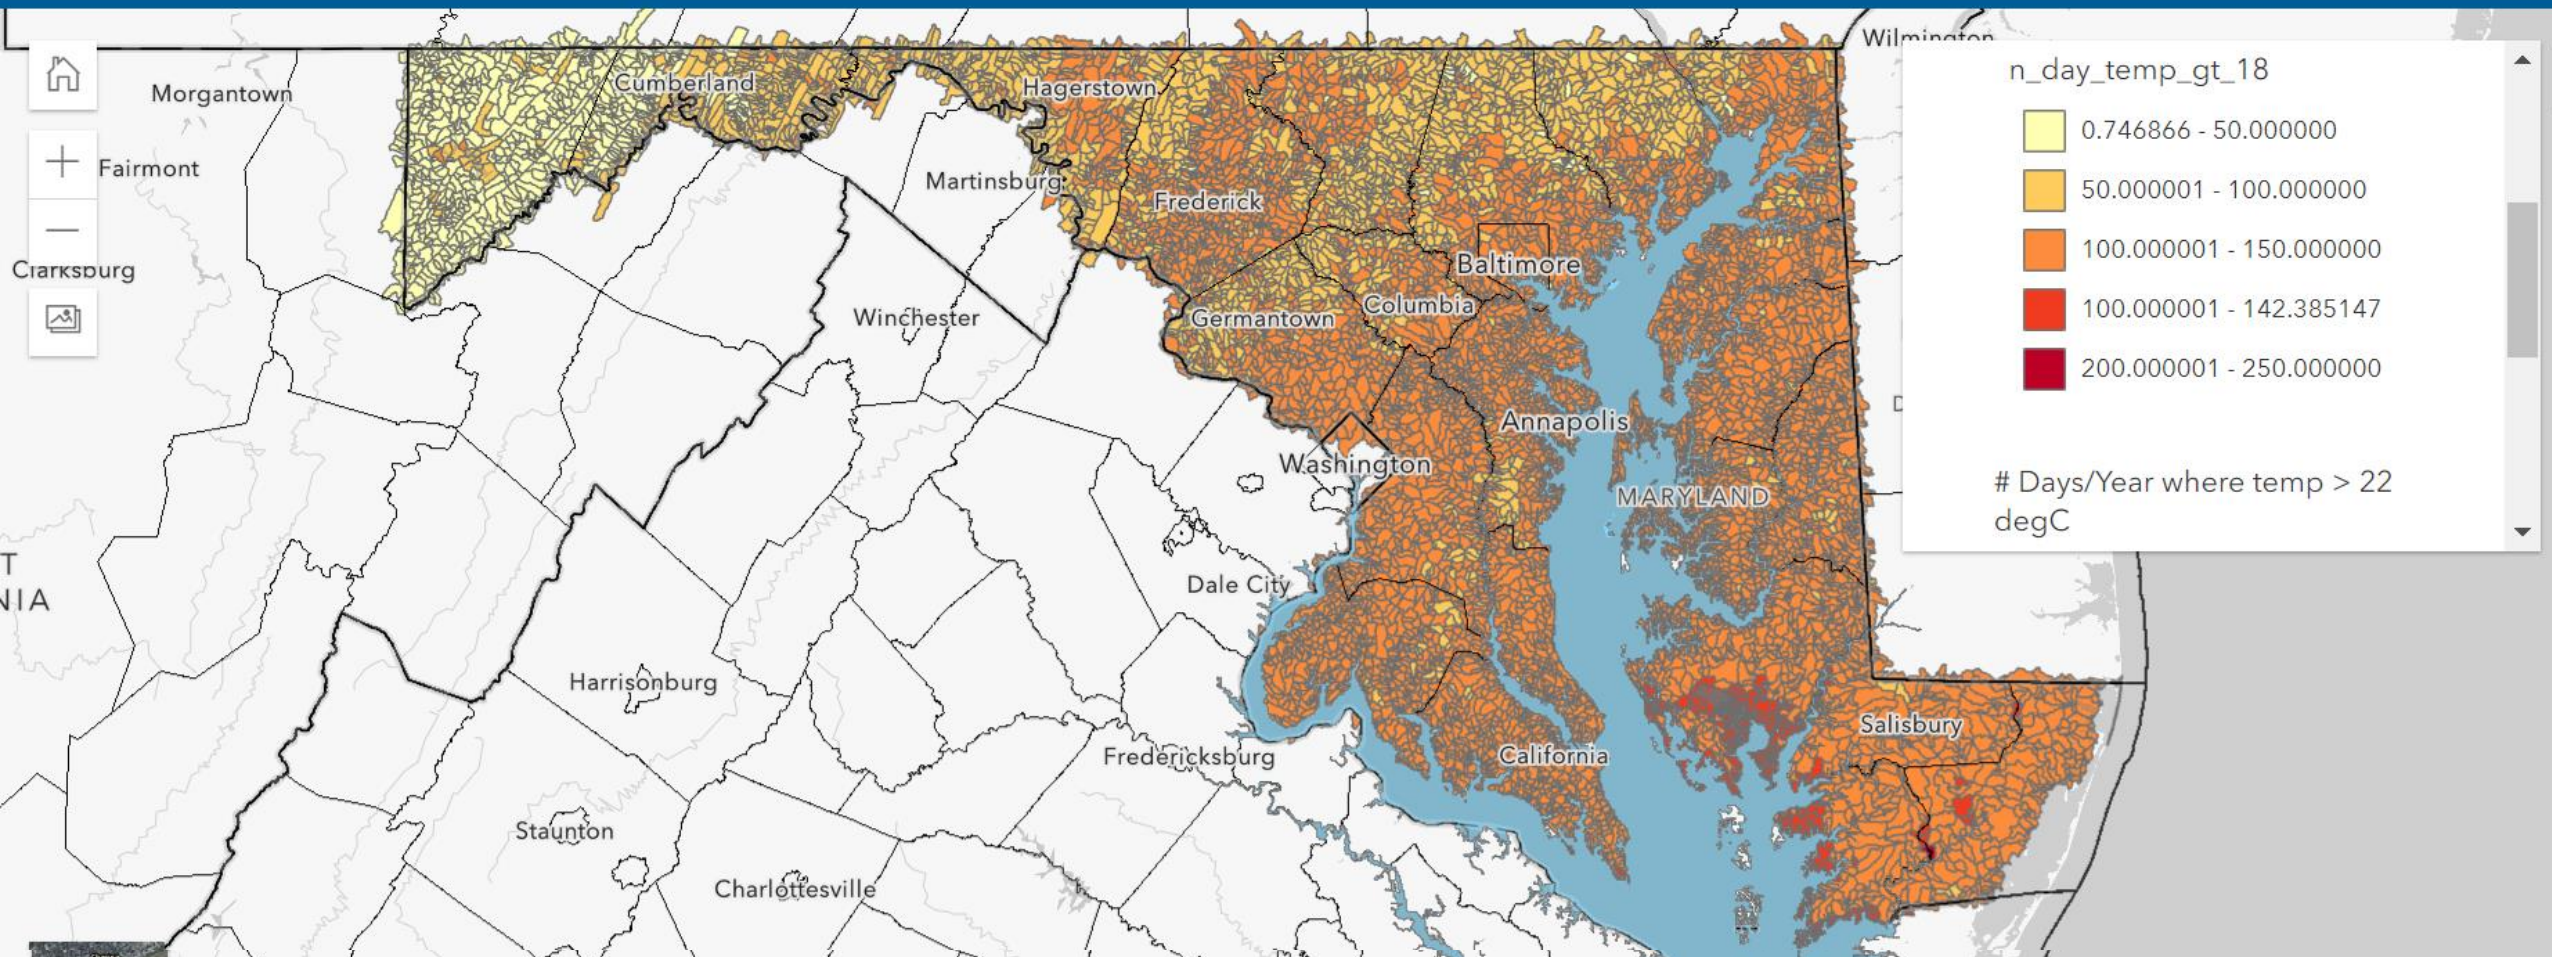 Wilmington
Morgantown
Cumberland
Hagerstown
Fairmont
Martinsburg
Frederick
Clarksburg
Baltimore
Columbia
Winchester
Germantown
Annapolis
Washington
MARYLAND
T
NIA
Dale City
Harrisonburg
Salisbury
Fredericksburg
California
Staunton
Charlottesville
D
n_day_temp_gt_18
0.746866 - 50.000000
50.000001 - 100.000000
100.000001 - 150.000000
100.000001 - 142.385147
200.000001 - 250.000000
# Days/Year where temp > 22
degC